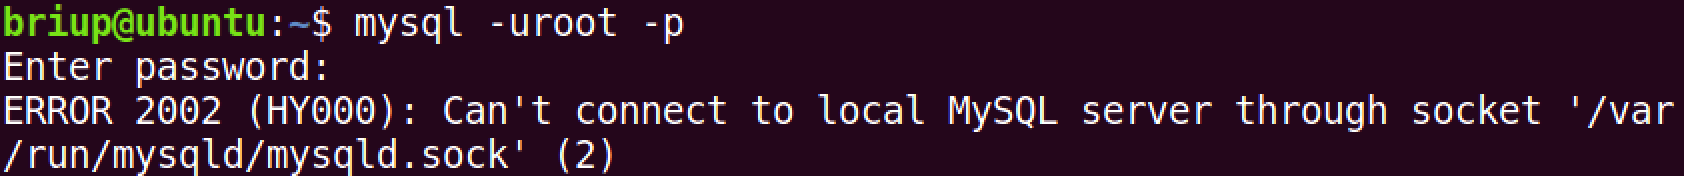 briup@ubuntu:~$ mysql -uroot -p
Enter password:
ERROR 2002 (HY000): Can't connect to local MySQL server through socket '/var
/run/mysqld/mysqld.sock' (2)